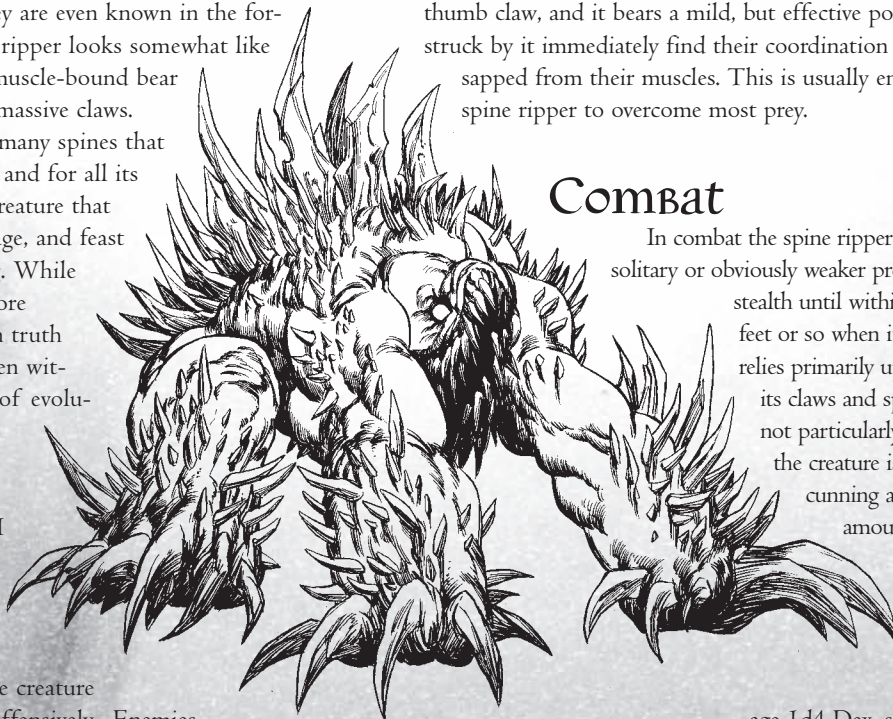 y are even known in the for-
ripper looks somewhat like
muscle-bound bear
massive claws.
many spines that
and for all its
reature that
ge, and feast
. While
ore
truth
en wit-
of evolu-
e creature
Enemies
thumb claw, and it bears a mild, but effective po
struck by it immediately find their coordination
sapped from their muscles. This is usually en
spine ripper to overcome most prey.
Combat
In combat the spine ripper
solitary or obviously weaker pr
stealth until withi
feet or so when i
relies primarily u
its claws and s
not particularly
the creature i
cunning a
amou
1d4 Dex